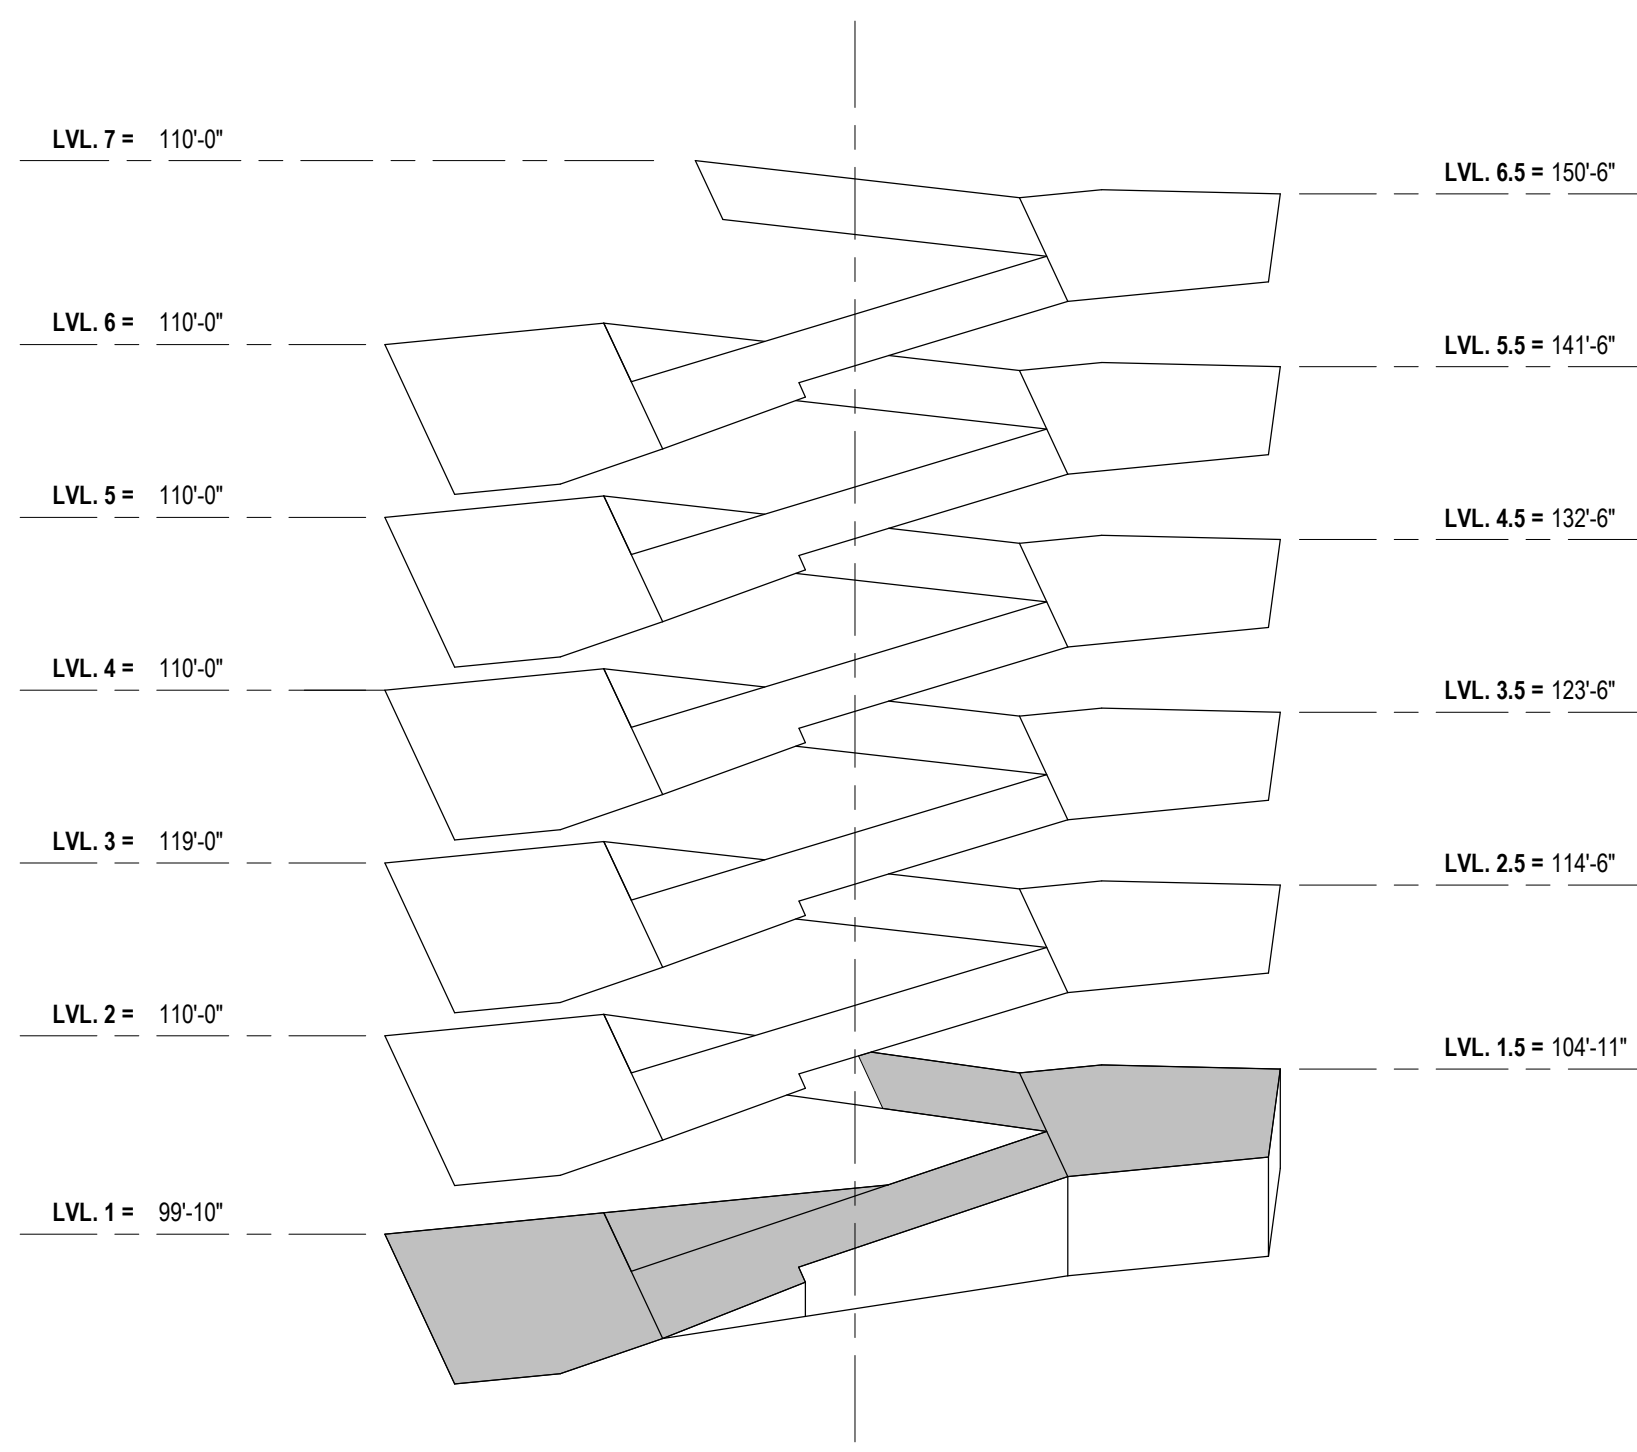 LVL. 7 = 110'-0"
LVL. 6.5 = 150'-6"
LVL. 6 = 110'-0"
LVL. 5.5 = 141'-6"
LVL. 5 = 110'-0"
LVL. 4.5 = 132'-6"
LVL. 4 = 110'-0"
LVL. 3.5 = 123'-6"
LVL. 3 = 119'-0"
LVL. 2.5 = 114'-6"
LVL. 2 = 110'-0"
LVL. 1.5 = 104'-11"
LVL. 1 = 99'-10"